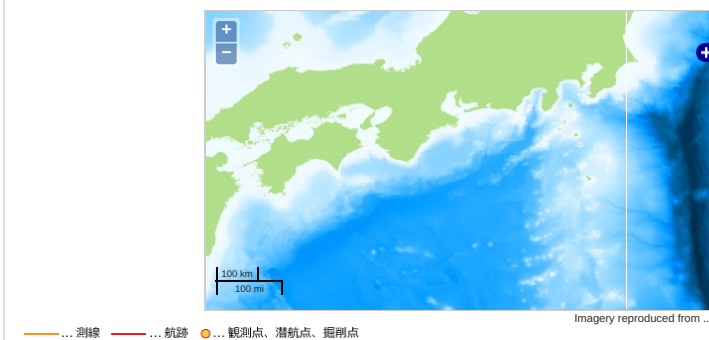 +
−
100 km
100 mi
Imagery reproduced from ...
... 測線 ... 航跡 ... 観測点、潜航点、掘削点